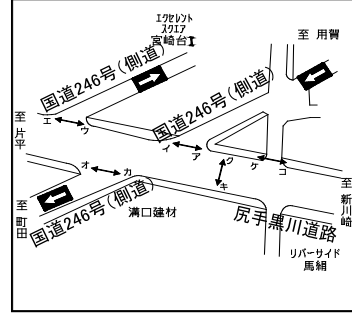 エクセレント
スクエア
宮崎台Ⅰ
至 用賀
国道246号(側道)
国道246号(側道)
至 片平
エ
ウ
イ
ア
オ
カ
ク
キ
ケ
コ
至 町田
国道246号(側道)
溝口建材
尻手黒川道路
至 新川崎
リバーサイド
馬絹